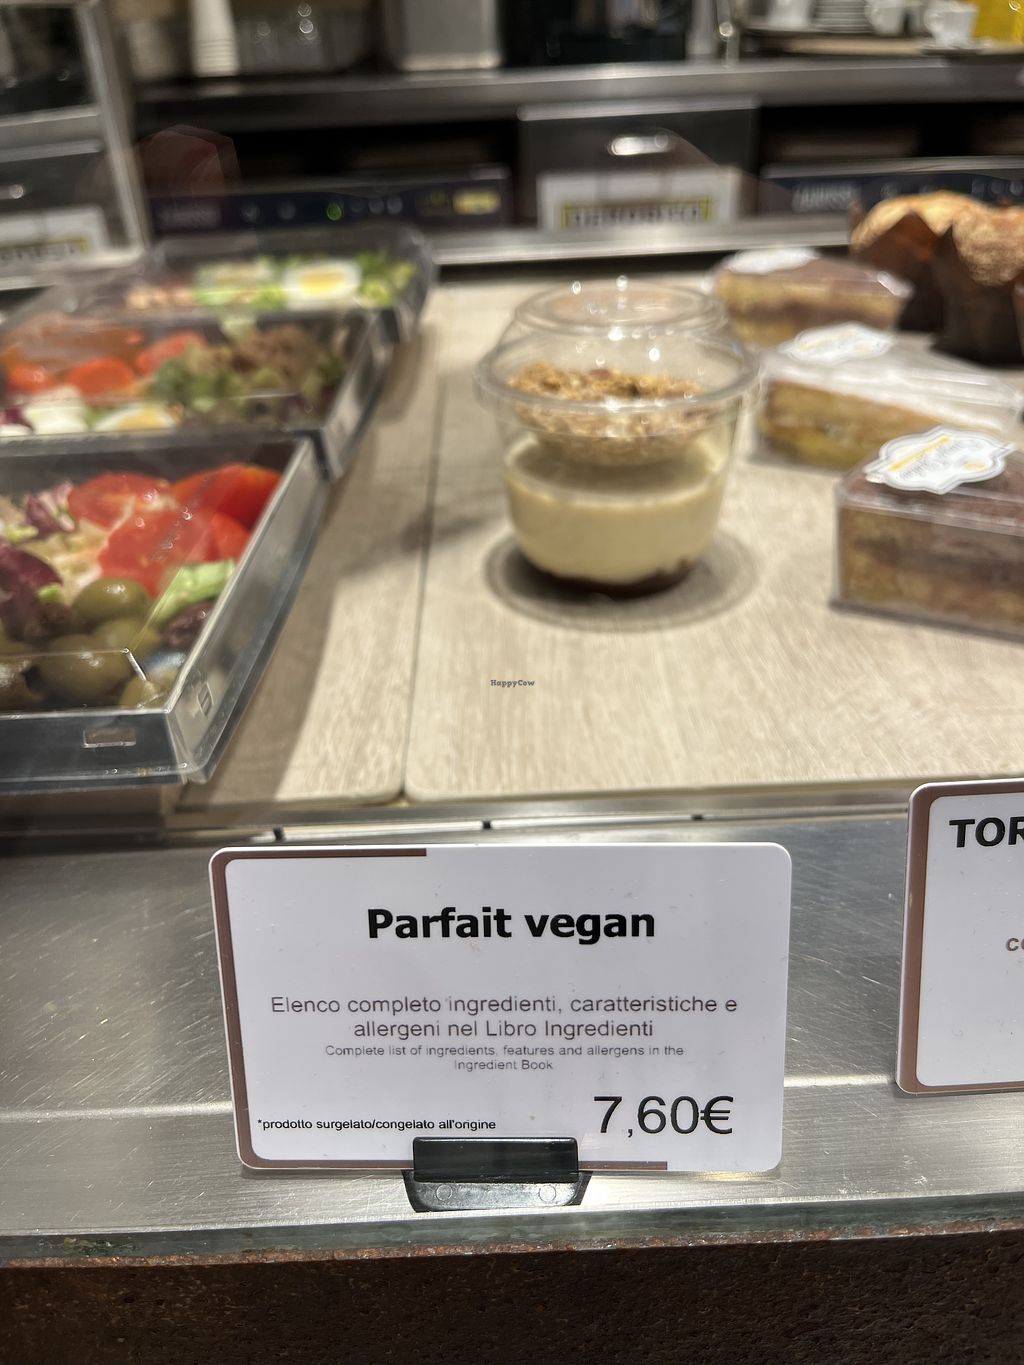 HappyCow
Parfait vegan
Elenco completo ingredienti, caratteristiche e
allergeni nel Libro Ingredienti
Complete list of ingredients, features and allergens in the
Ingredient Book
*prodotto surgelato/congelato all'origine
7,60€
TOR